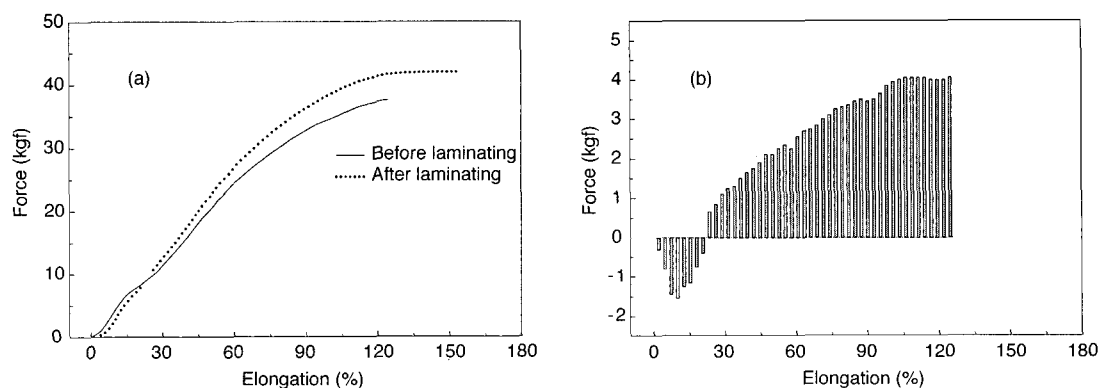 50
40
30
20
10
0
Force (kgf)
(a)
Before laminating
After laminating
0 30 60 90 120 150 180
Elongation (%)
5
4
3
2
1
0
-1
-2
Force (kgf)
(b)
0 30 60 90 120 150 180
Elongation (%)